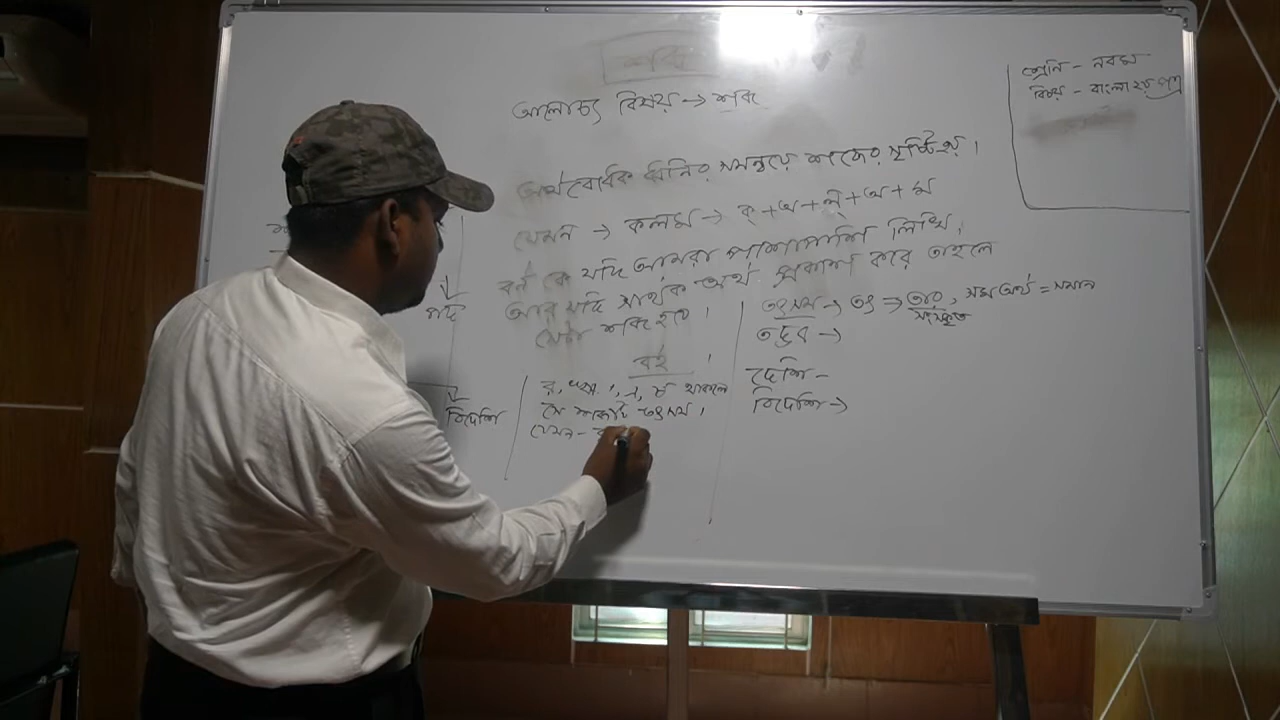 শব্দ
শ্রেনি - নবম
বিষয় - বাংলা ২য় পত্র
আলোচ্য বিষয় → শব্দ
অর্থবোধক ধ্বনির সমন্বয়ে শব্দের সৃষ্টি হয়।
যেমন → কলম → ক্ + অ + ল্ + অ + ম
বর্ণ কে যদি আমরা পাশাপাশি লিখি,
আর যদি সার্থক অর্থ প্রকাশ করে তাহলে
সেটা শব্দ হবে।
বই
তৎসম → তৎ ⇒ তার, সম অর্থ = সমান
সংস্কৃত
তদ্ভব →
দেশি -
বিদেশি →
থাকলে
সে শব্দটি তৎসম।
যেমন -
বিদেশি